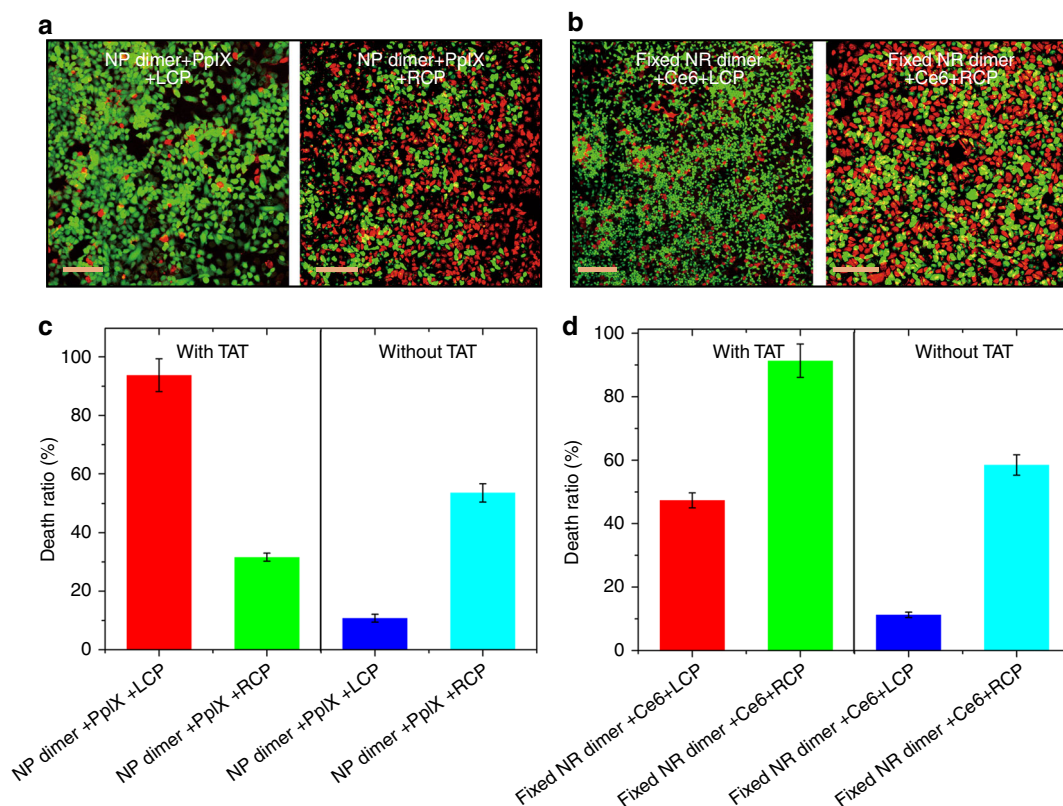 a
NP dimer+PpIX
+LCP
NP dimer+PpIX
+RCP
b
Fixed NR dimer
+Ce6+LCP
Fixed NR dimer
+Ce6+RCP
c
With TAT
Without TAT
100
80
60
40
20
0
Death ratio (%)
NP dimer +PpIX +LCP
NP dimer +PpIX +RCP
NP dimer +PpIX +LCP
NP dimer +PpIX +RCP
d
With TAT
Without TAT
100
80
60
40
20
0
Death ratio (%)
Fixed NR dimer +Ce6+LCP
Fixed NR dimer +Ce6+RCP
Fixed NR dimer +Ce6+LCP
Fixed NR dimer +Ce6+RCP